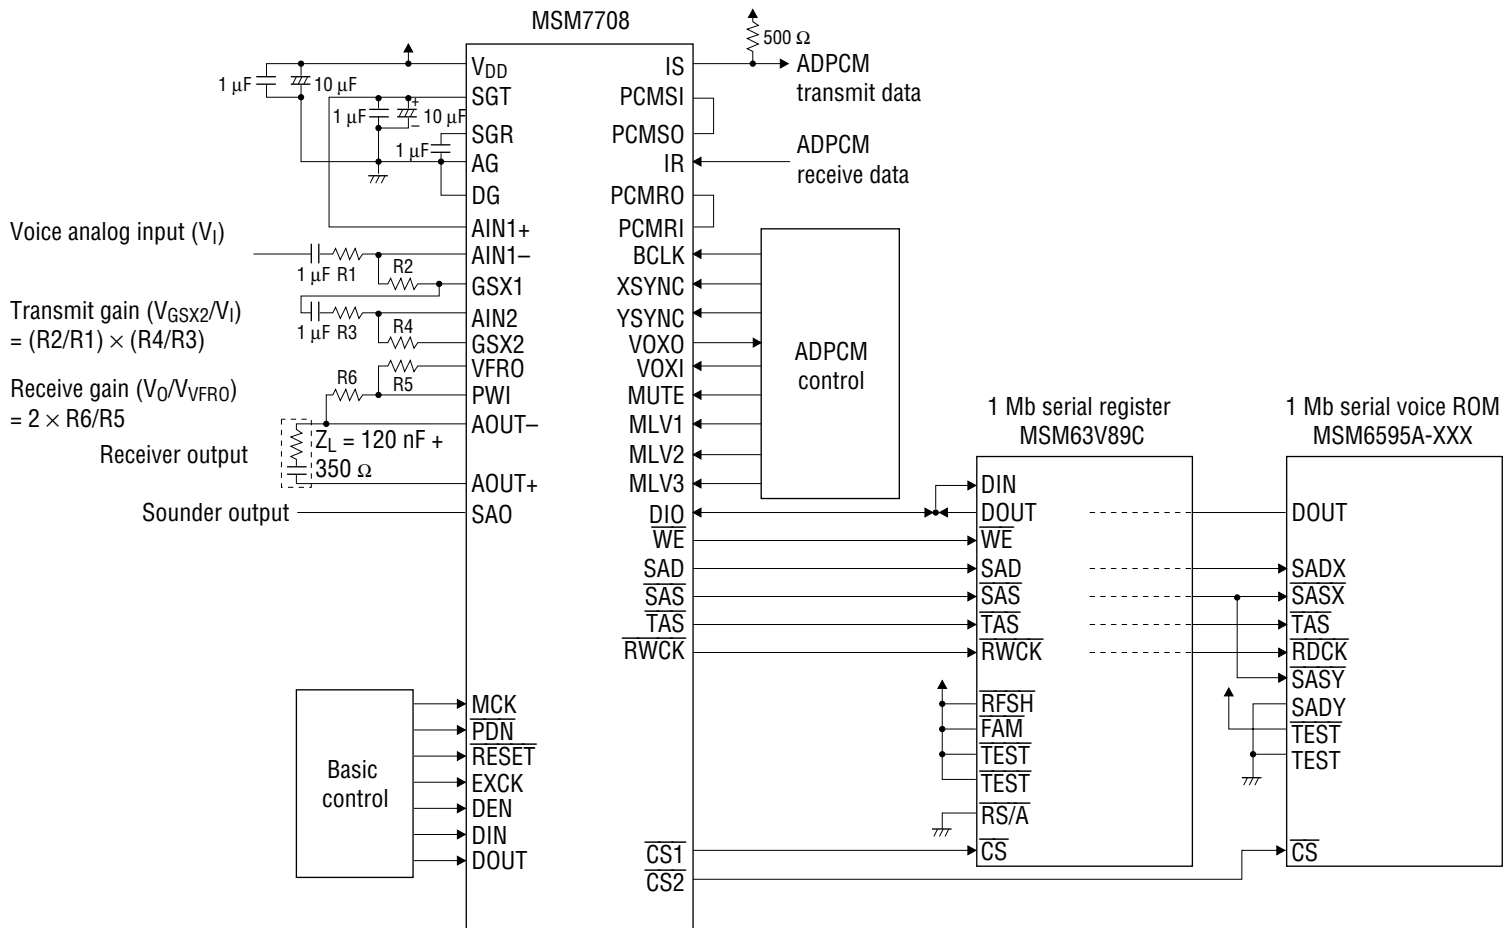 MSM7708
500 Ω
1 µF
10 µF
VDD
IS
ADPCM
transmit data
1 µF
+
10 µF
–
SGT
PCMSI
SGR
PCMSO
1 µF
AG
IR
ADPCM
receive data
DG
PCMRO
AIN1+
PCMRI
Voice analog input (VI)
AIN1–
BCLK
1 µF R1
R2
GSX1
XSYNC
Transmit gain (VGSX2/VI)
= (R2/R1) × (R4/R3)
AIN2
YSYNC
1 µF R3
R4
GSX2
VOXO
ADPCM
control
VFRO
VOXI
R5
R6
Receive gain (VO/VVFRO)
= 2 × R6/R5
PWI
MUTE
AOUT–
MLV1
ZL = 120 nF +
350 Ω
Receiver output
MLV2
AOUT+
MLV3
Sounder output
SAO
DIO
WE
SAD
SAS
TAS
RWCK
1 Mb serial register
MSM63V89C
DIN
DOUT
WE
SAD
SAS
TAS
RWCK
RFSH
FAM
TEST
TEST
RS/A
CS
1 Mb serial voice ROM
MSM6595A-XXX
DOUT
SADX
SASX
TAS
RDCK
SASY
SADY
TEST
TEST
CS
Basic
control
MCK
PDN
RESET
EXCK
DEN
DIN
DOUT
CS1
CS2